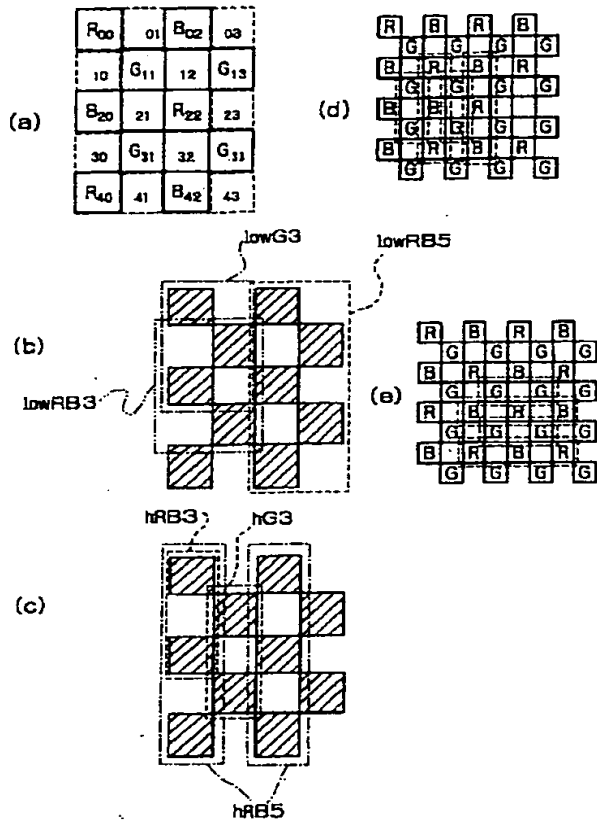 (a)
R00 01 B02 03
10 G11 12 G13
B20 21 R22 23
30 G31 32 G33
R40 41 B42 43
(d)
R B R B
G G G G
B R B R
G G G
B B R
G G G
B R B R
G G G G
(b)
lowG3
lowRB5
lowRB3
(e)
R B R B
G G G G
B R B R
G G G G
R B R B
G G G G
B R B R
G G G G
(c)
hRB3
hG3
hRB5